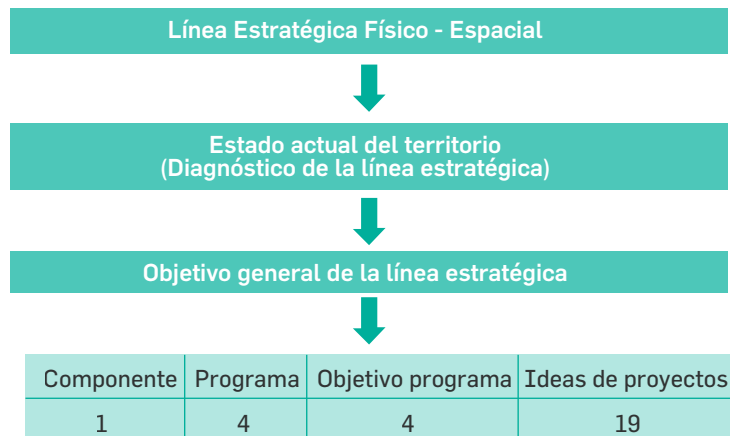 Línea Estratégica Físico - Espacial
Estado actual del territorio
(Diagnóstico de la línea estratégica)
Objetivo general de la línea estratégica
Componente Programa Objetivo programa Ideas de proyectos
1 4 4 19